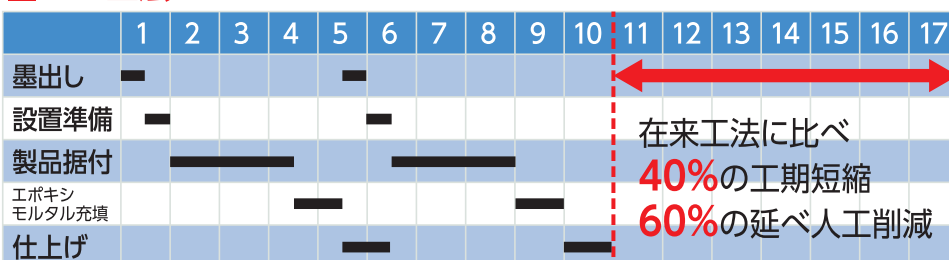 1 2 3 4 5 6 7 8 9 10 11 12 13 14 15 16 17
墨出し
設置準備
製品据付
エポキシ
モルタル充填
仕上げ
在来工法に比べ
40%の工期短縮
60%の延べ人工削減